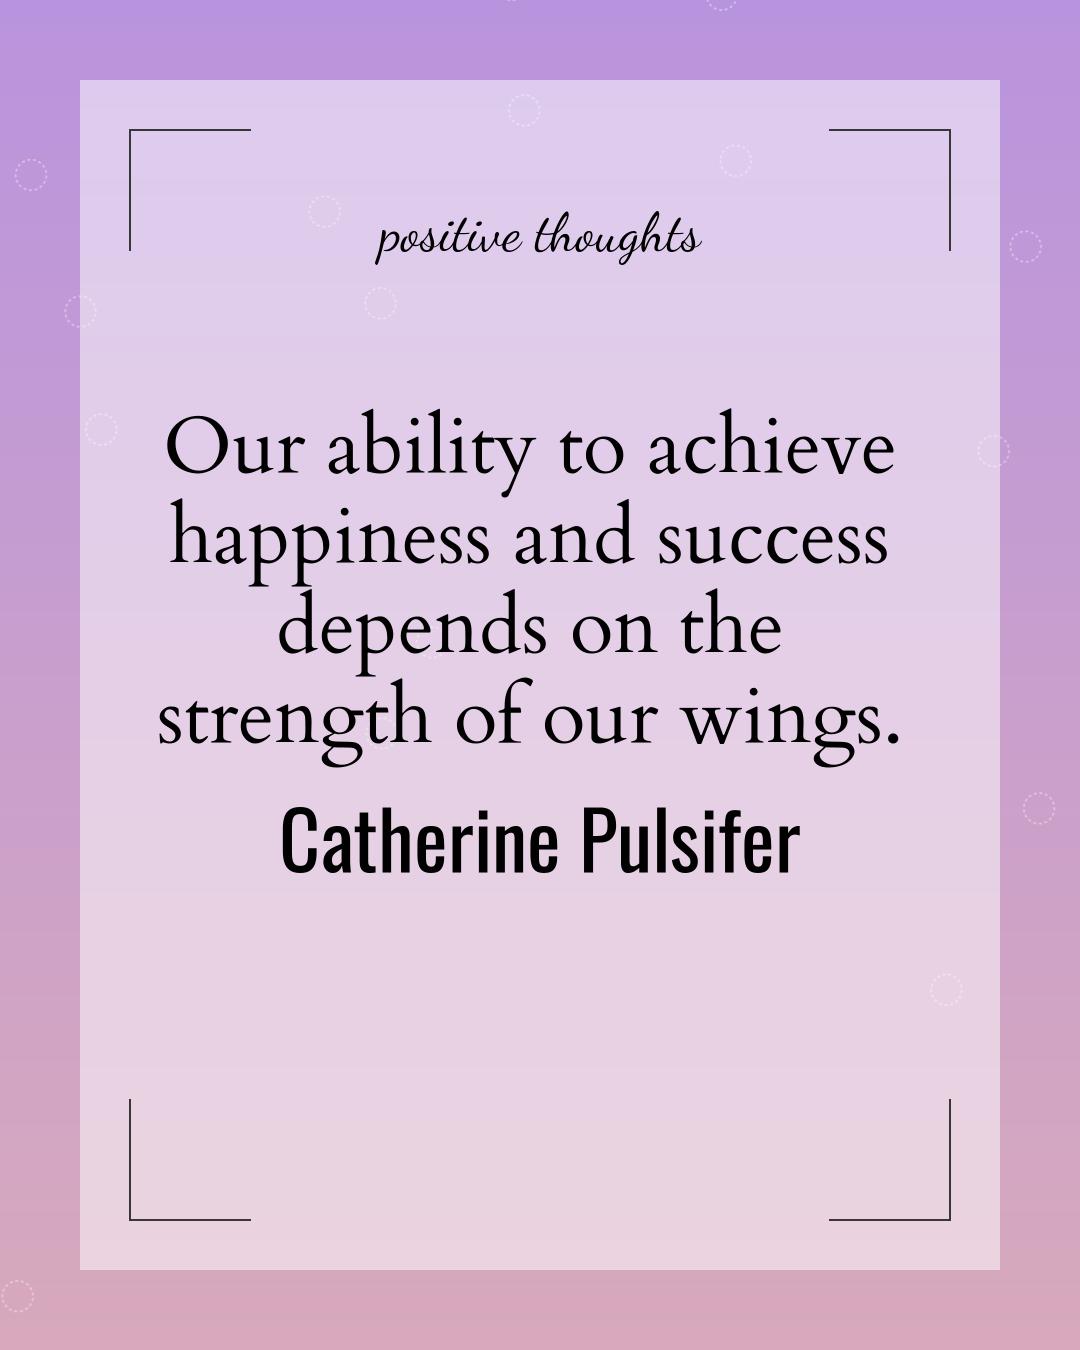 positive thoughts
Our ability to achieve
happiness and success
depends on the
strength of our wings.
Catherine Pulsifer